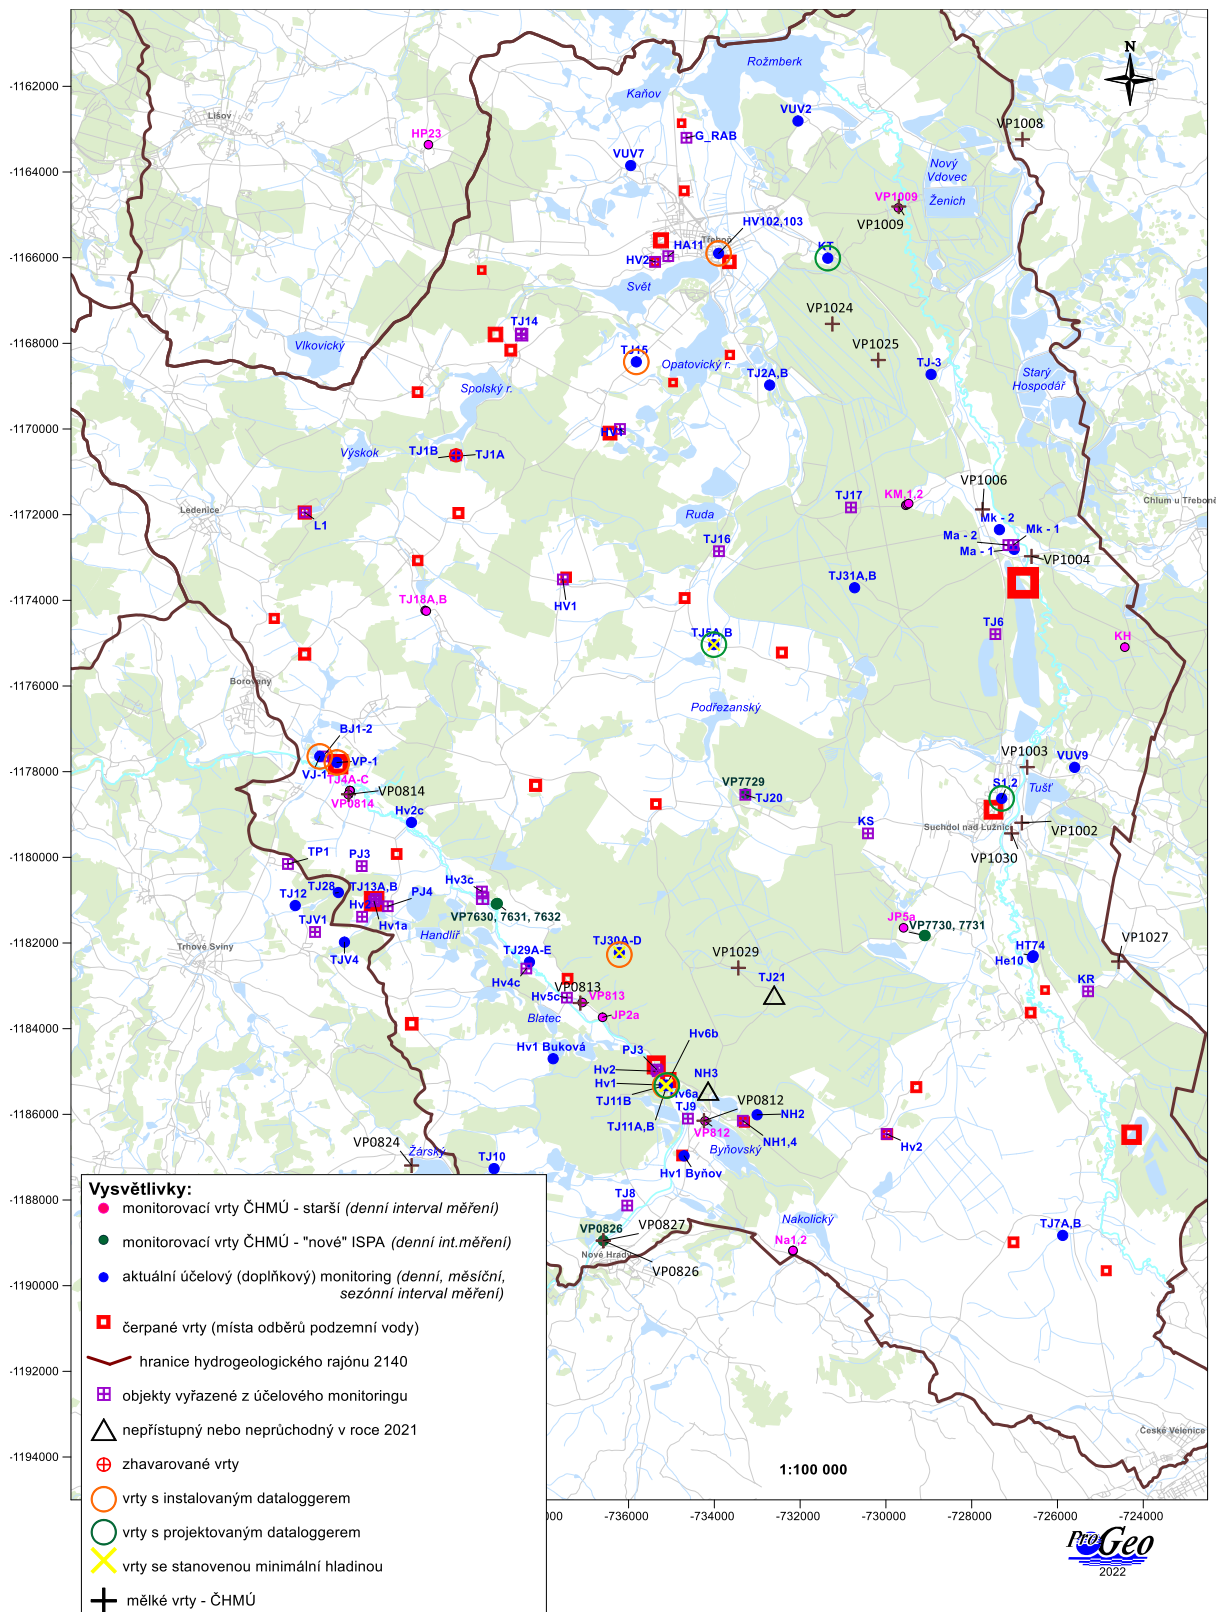 Rožmberk
-1162000
Kaňov
N
VUV2
Lišov
HP23
G_RAB
VP1008
VUV7
Nový
Vdovec
-1164000
Ženich
VP1009
VP1009
HV102,103
Třeboň
HA11
KT
-1166000
HV2
Svět
VP1024
TJ14
-1168000
Vlkovický
TJ15
VP1025
Opatovický r.
TJ-3
TJ2A,B
Starý
Hospodář
Spolský r.
-1170000
Výskok
TJ1B
TJ1A
VP1006
TJ17
KM,1,2
Chlum u Třeboně
-1172000
Ledenice
L1
Ruda
Mk - 2
Mk - 1
Ma - 2
Ma - 1
TJ16
VP1004
TJ31A,B
-1174000
TJ18A,B
HV1
TJ6
TJ5A,B
KH
-1176000
Borovany
Podřezanský
BJ1-2
VP1003
VUV9
-1178000
VJ-1
VP-1
TJ4A-C
VP0814
VP0814
VP7729
TJ20
S1,2
Tušť
Hv2c
KS
Suchdol nad Lužnicí
VP1002
-1180000
TP1
PJ3
VP1030
TJ28
TJ13A,B
PJ4
Hv3c
TJ12
Hv2
Hv1a
VP7630, 7631, 7632
JP5a
VP7730, 7731
TJV1
Handlíř
-1182000
Trhové Sviny
TJV4
TJ29A-E
TJ30A-D
VP1029
HT74
He10
VP1027
Hv4c
TJ21
KR
VP0813
VP813
Hv5c
Blatec
JP2a
-1184000
Hv1 Buková
Hv6b
PJ3
Hv2
NH3
Hv1
TJ11B
Hv6a
TJ11A,B
TJ9
VP0812
NH2
-1186000
VP812
NH1,4
Byňovský
Hv2
VP0824
Žárský
TJ10
Hv1 Byňov
-1188000
TJ8
Nakolický
TJ7A,B
VP0826
VP0827
Na1,2
Nové Hrady
VP0826
-1190000
-1192000
-1194000
České Velenice
Vysvětlivky:
monitorovací vrty ČHMÚ - starší (denní interval měření)
monitorovací vrty ČHMÚ - "nové" ISPA (denní int.měření)
aktuální účelový (doplňkový) monitoring (denní, měsíční,
sezónní interval měření)
čerpané vrty (místa odběrů podzemní vody)
hranice hydrogeologického rajónu 2140
objekty vyřazené z účelového monitoringu
nepřístupný nebo neprůchodný v roce 2021
zhavarované vrty
vrty s instalovaným dataloggerem
vrty s projektovaným dataloggerem
vrty se stanovenou minimální hladinou
mělké vrty - ČHMÚ
1:100 000
-736000
-734000
-732000
-730000
-728000
-726000
-724000
ProGeo
2022